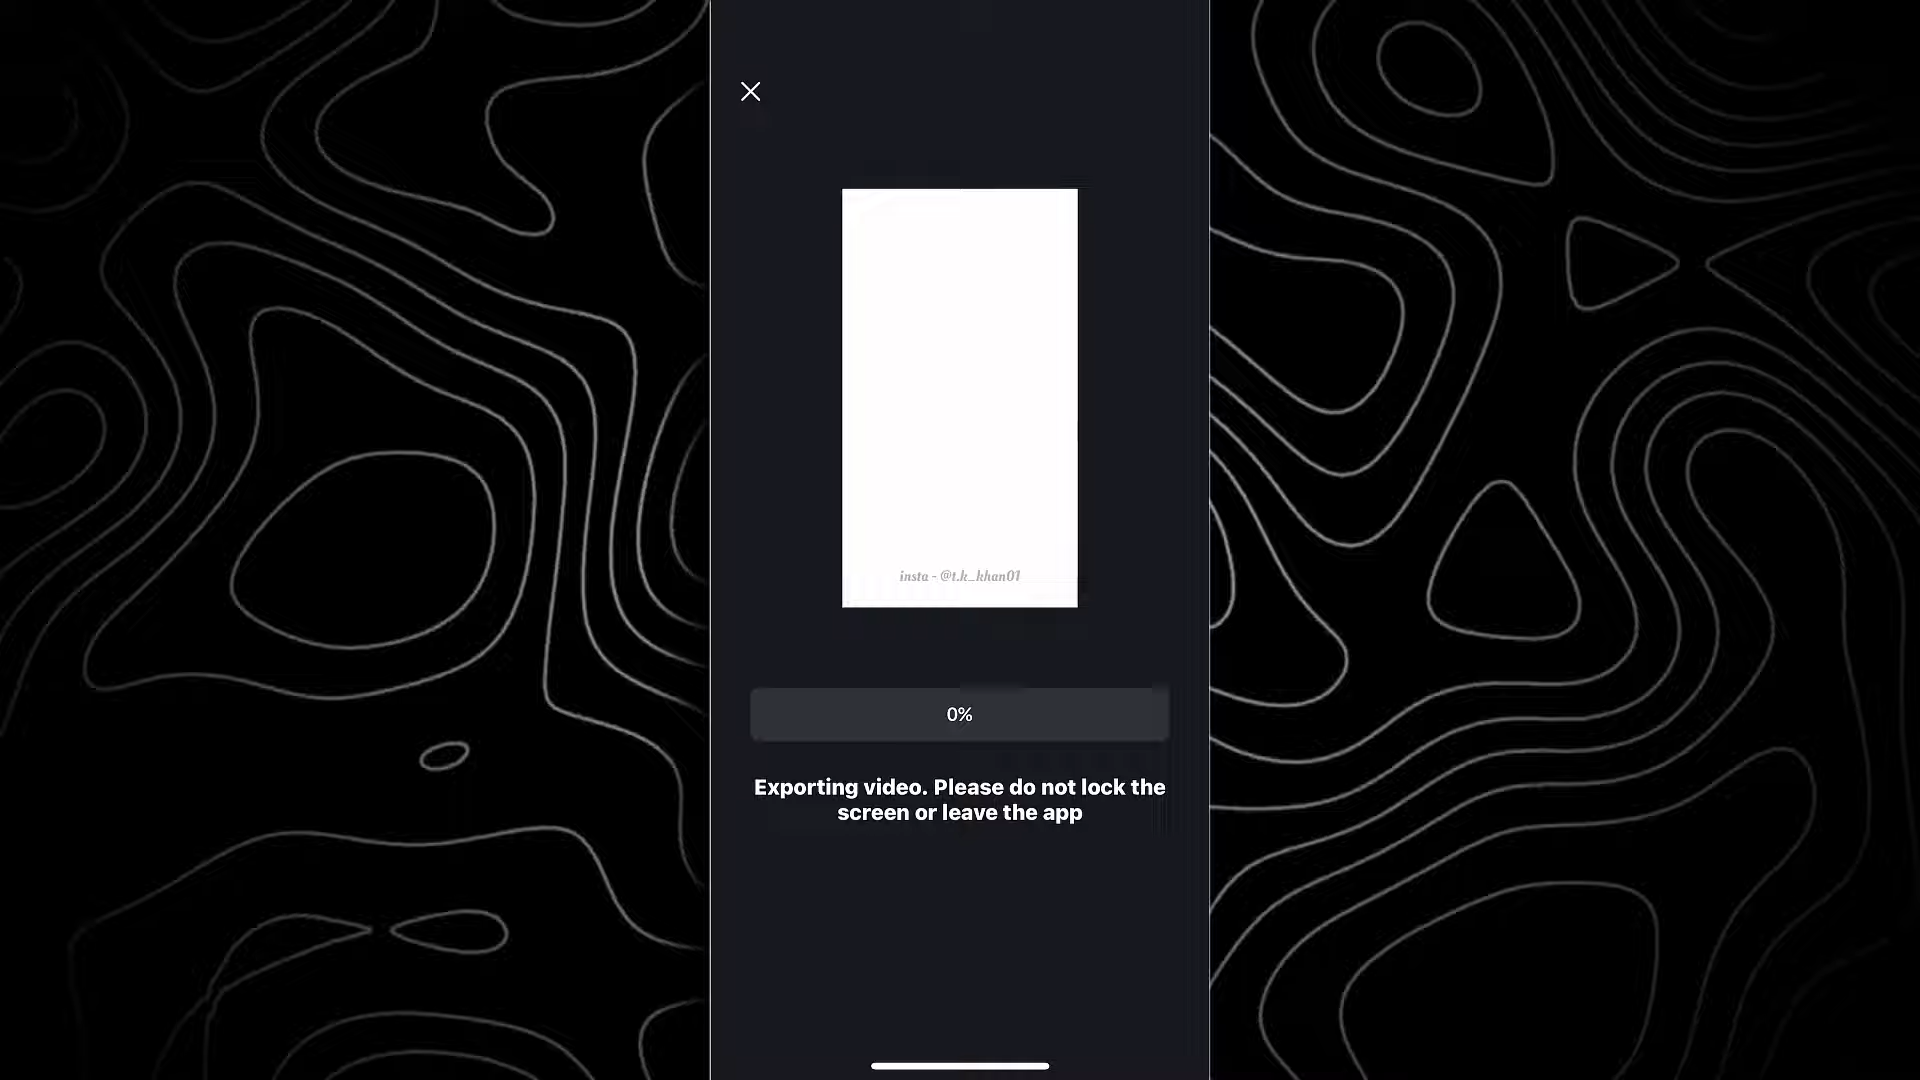 insta - @t.k_khan01
0%
Exporting video. Please do not lock the
screen or leave the app